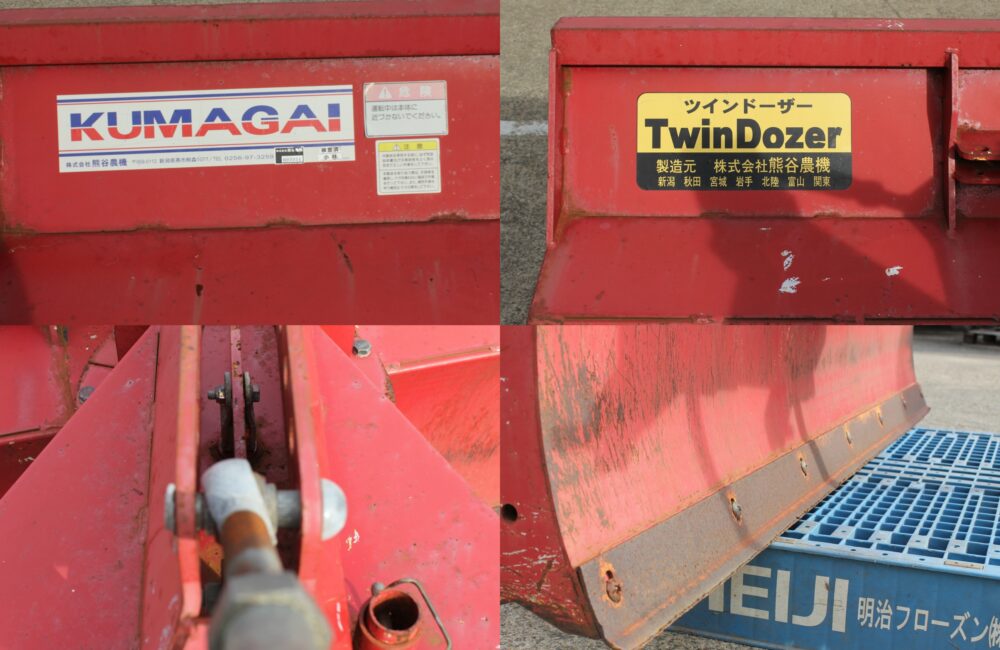 KUMAGAI
株式会社 熊谷農機
危険
運転中は本体に
近づかないでください。
注意
ツインドーザー
TwinDozer
製造元 株式会社熊谷農機
新潟 秋田 宮城 岩手 北陸 富山 関東
MEIJI 明治フローズン㈱